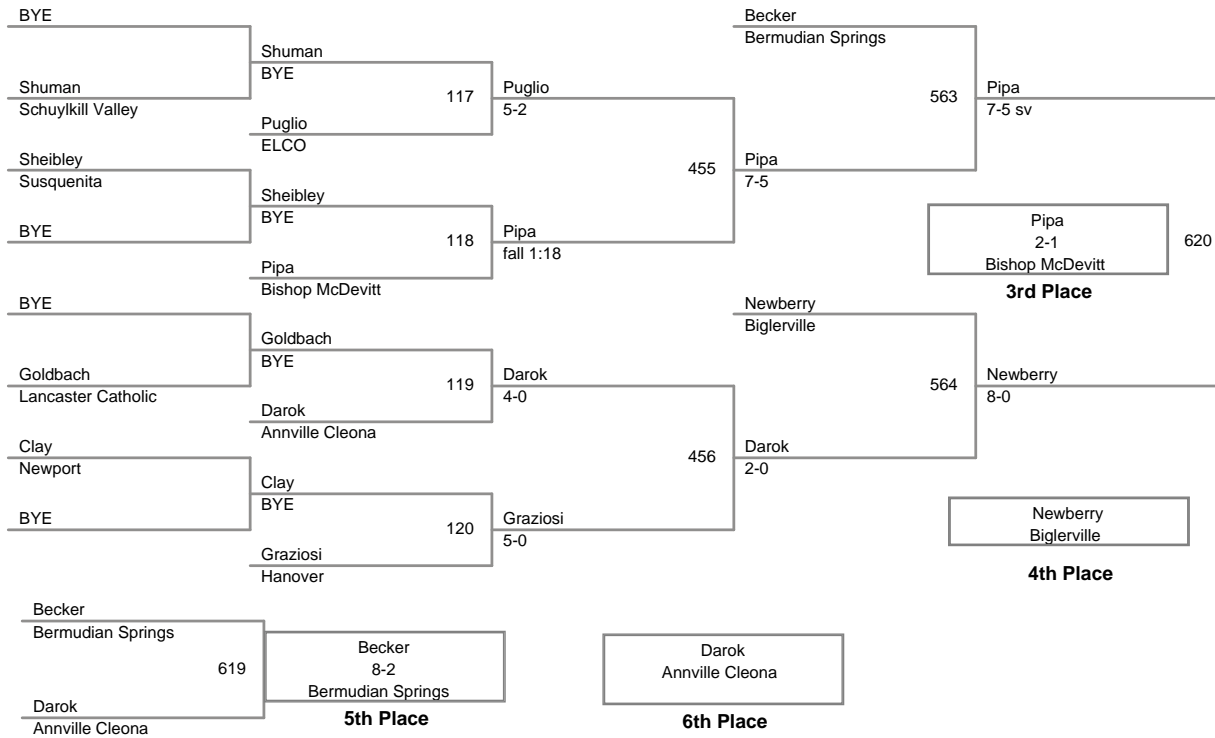 BYE
Shuman
Schuylkill Valley
Sheibley
Susquenita
BYE
BYE
Goldbach
Lancaster Catholic
Clay
Newport
BYE
Shuman
BYE
117
Puglio
ELCO
Sheibley
BYE
118
Pipa
Bishop McDevitt
Goldbach
BYE
119
Darok
Annville Cleona
Clay
BYE
120
Graziosi
Hanover
Puglio
5-2
455
Pipa
fall 1:18
Darok
4-0
456
Graziosi
5-0
Becker
Bermudian Springs
563
Pipa
7-5
Newberry
Biglerville
564
Darok
2-0
Pipa
7-5 sv
Pipa
2-1
Bishop McDevitt
620
3rd Place
Newberry
8-0
Newberry
Biglerville
4th Place
Becker
Bermudian Springs
619
Darok
Annville Cleona
Becker
8-2
Bermudian Springs
5th Place
Darok
Annville Cleona
6th Place